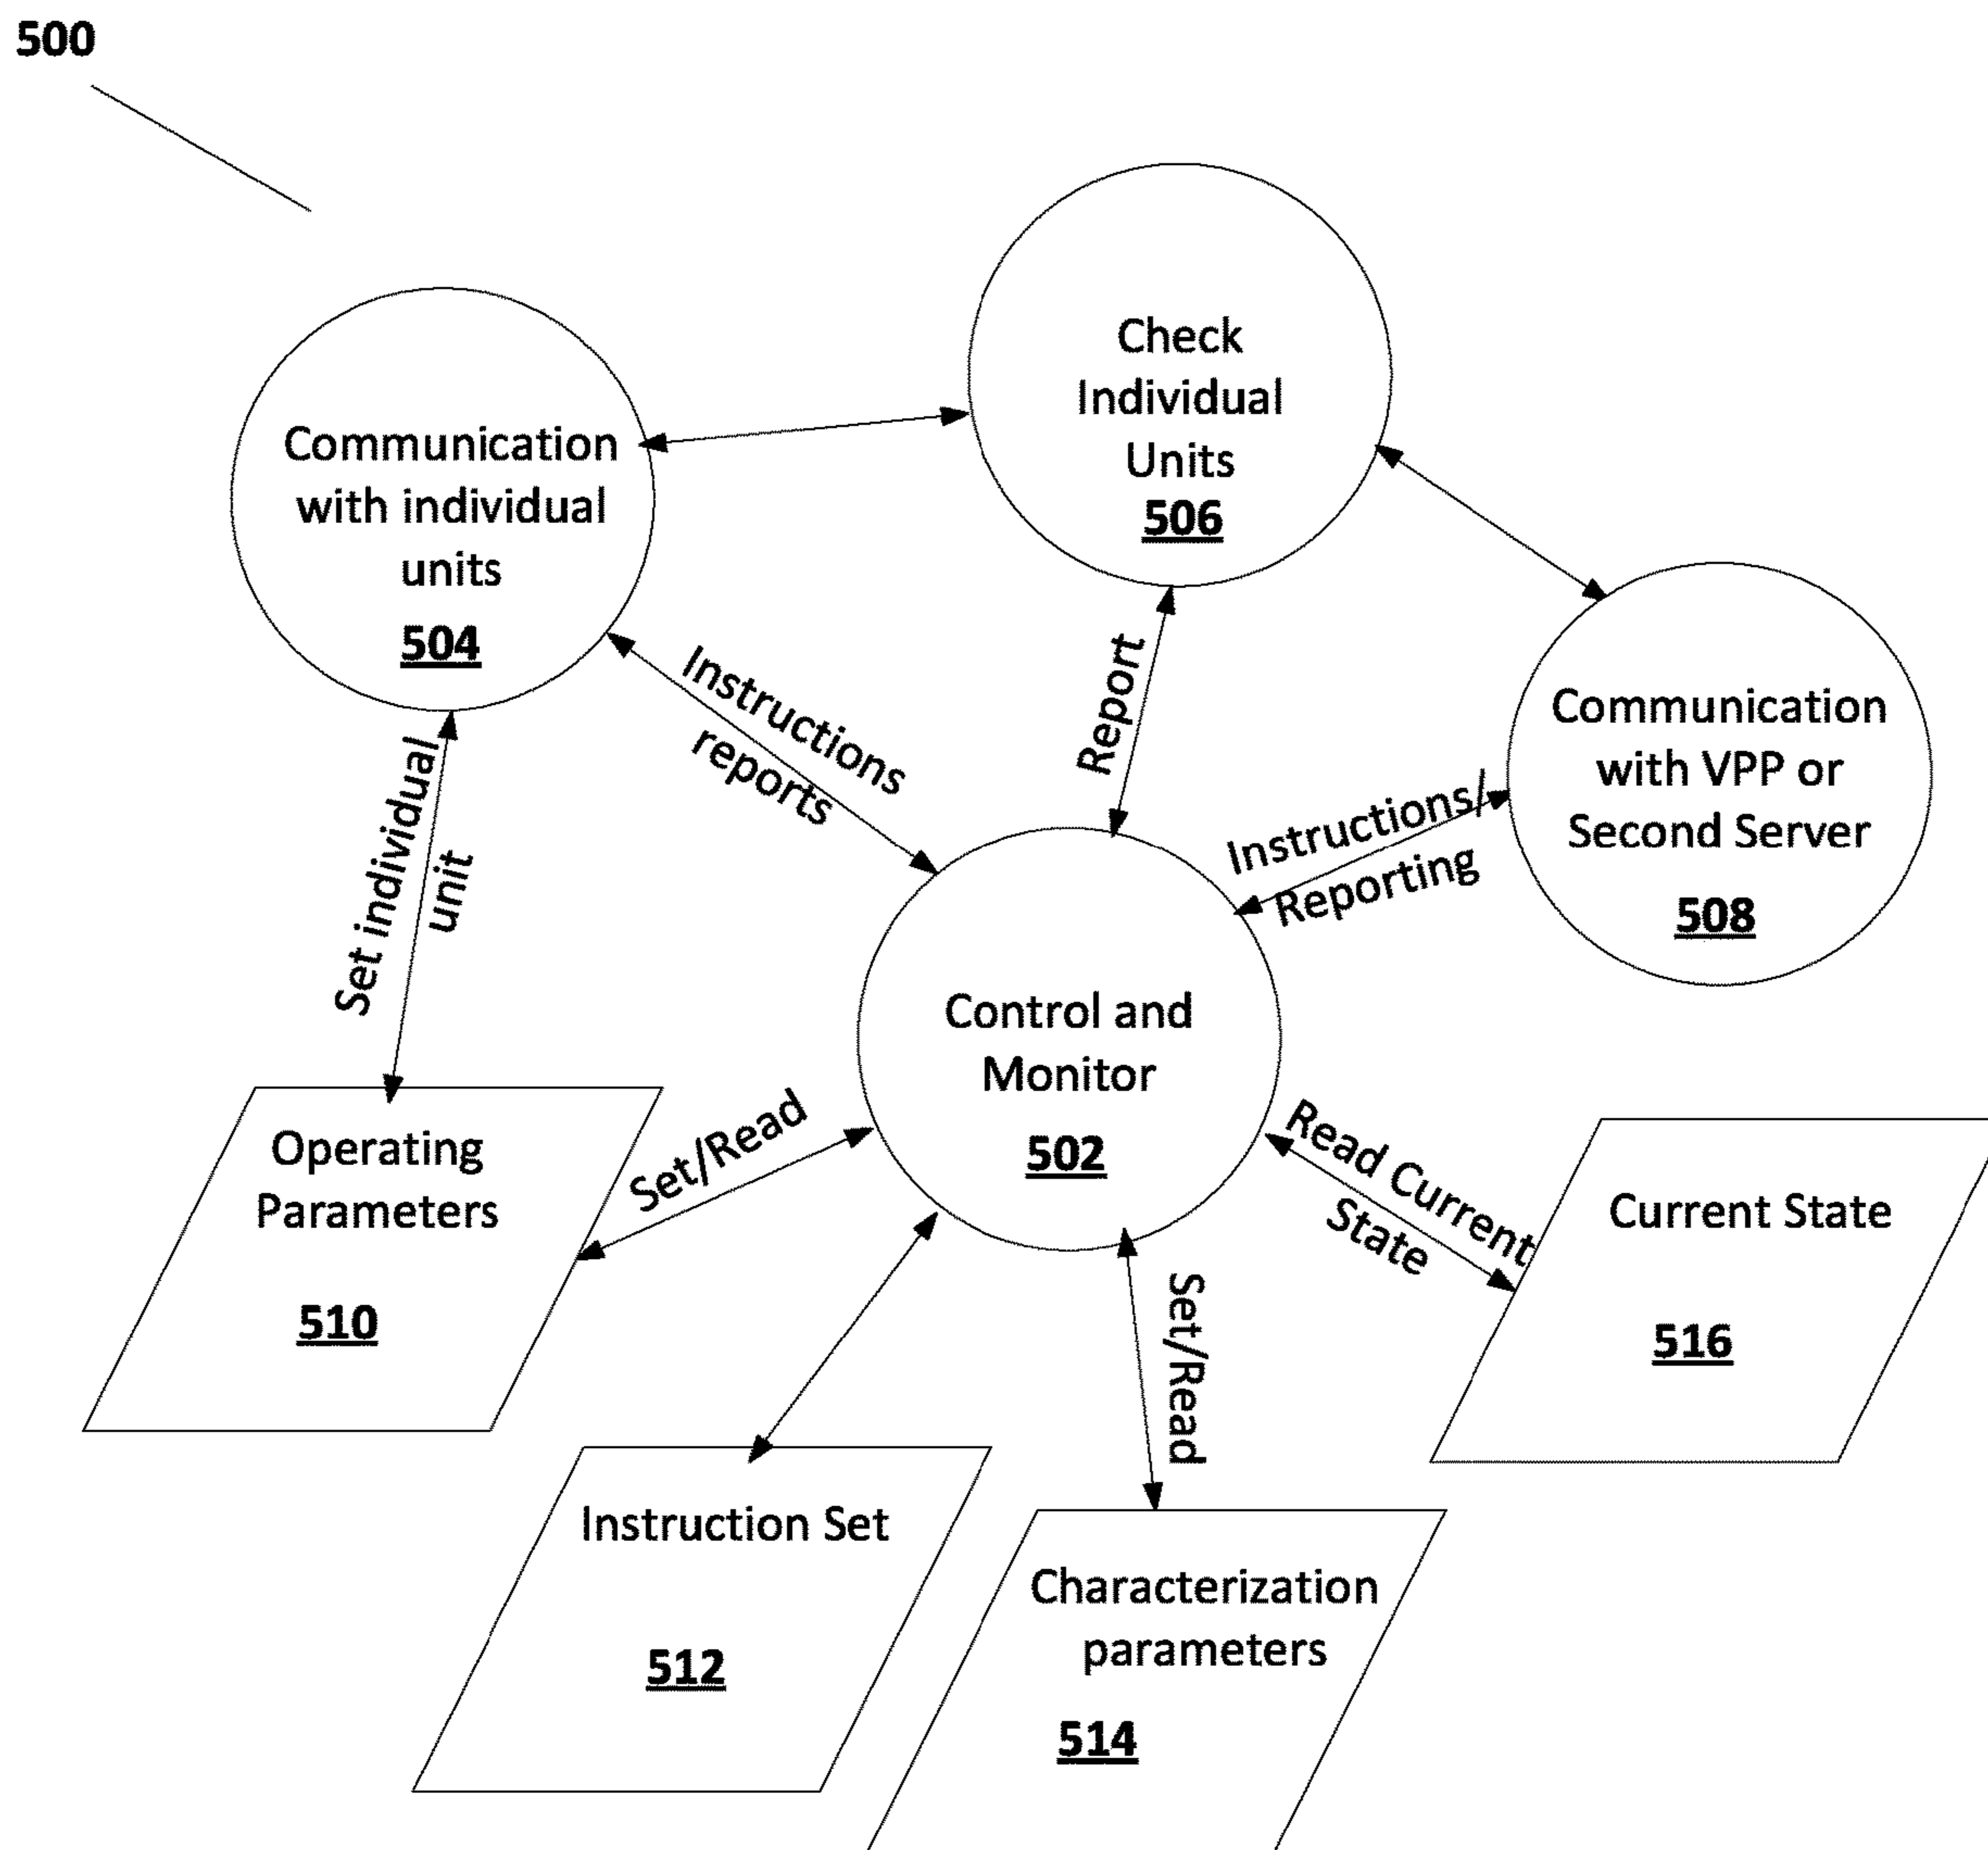 500
Check
Individual
Units
506
Communication
with individual
units
504
Instructions
reports
Report
Communication
with VPP or
Second Server
508
Instructions/
Reporting
Set individual
unit
Control and
Monitor
502
Set/Read
Read Current
State
Operating
Parameters
510
Current State
516
Set/Read
Instruction Set
512
Characterization
parameters
514